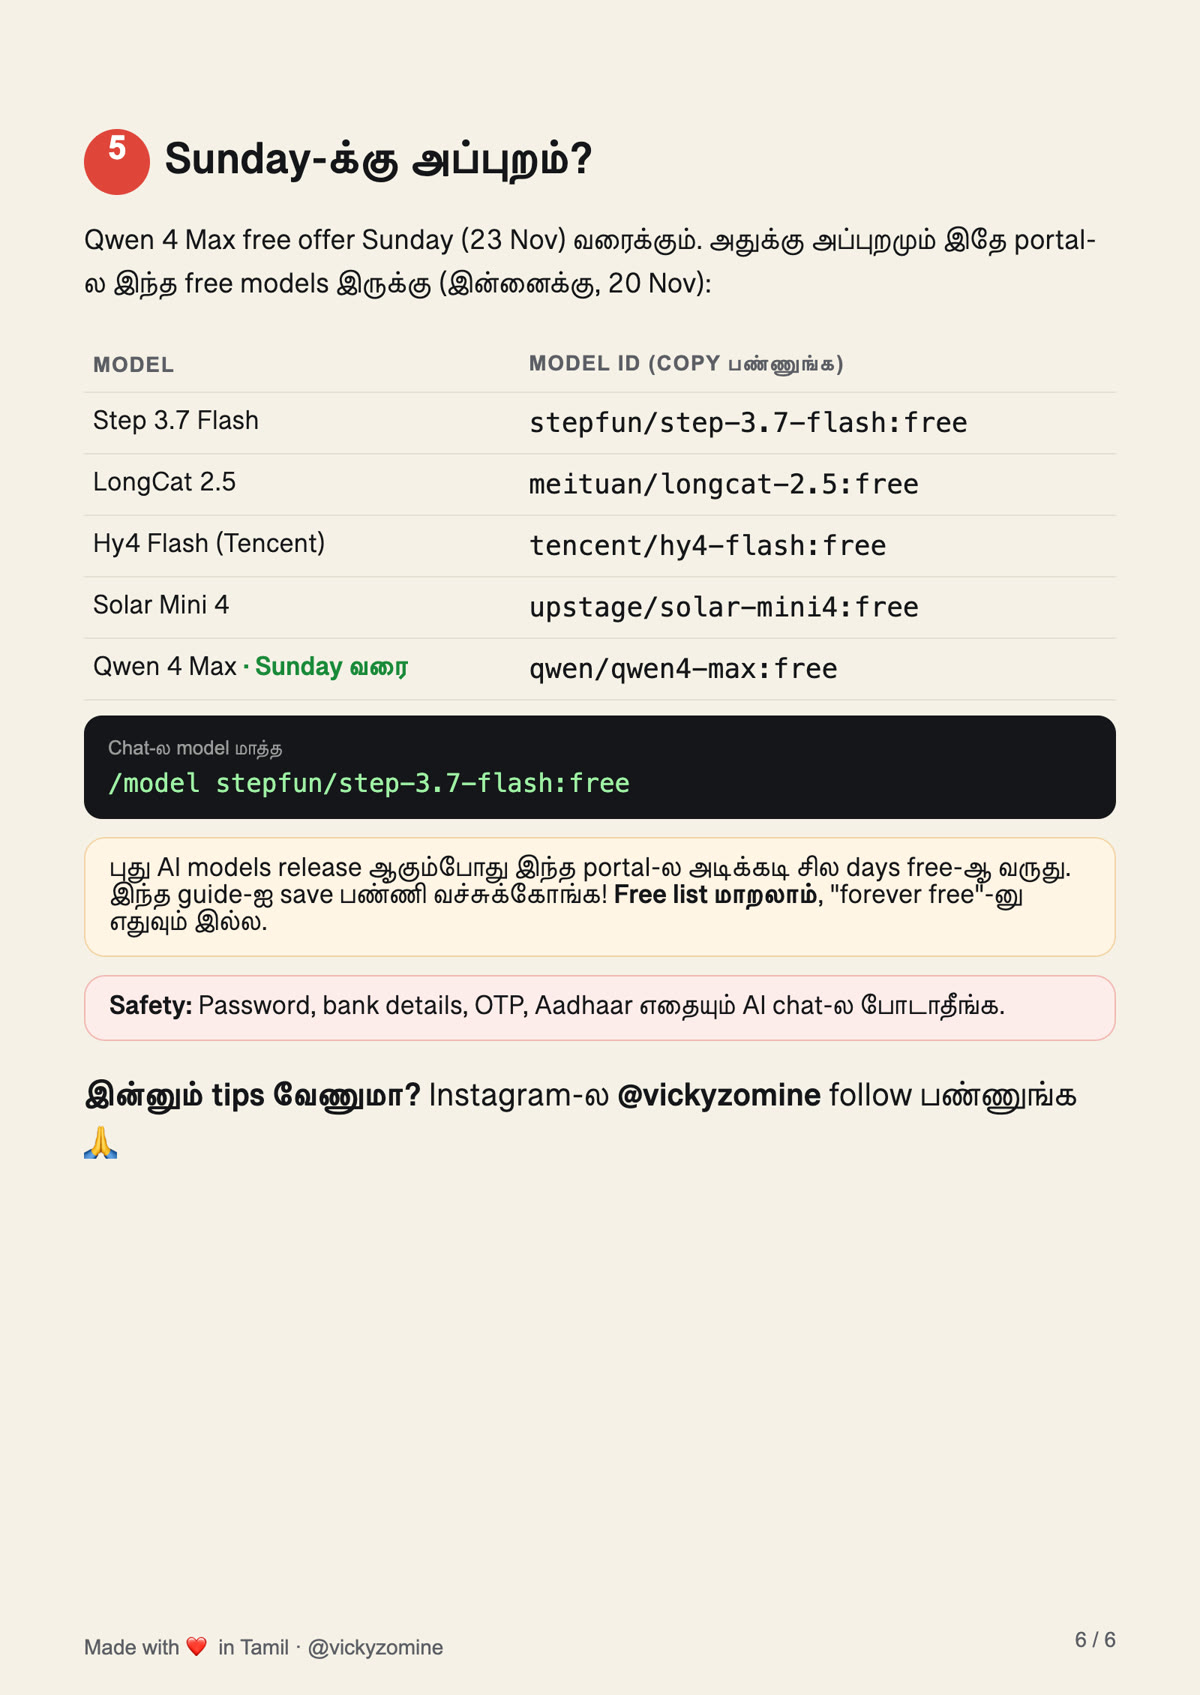 5
Sunday-க்கு அப்புறம்?
Qwen 4 Max free offer Sunday (23 Nov) வரைக்கும். அதுக்கு அப்புறமும் இதே portal-
ல இந்த free models இருக்கு (இன்னைக்கு, 20 Nov):
MODEL MODEL ID (COPY பண்ணுங்க)
Step 3.7 Flash stepfun/step-3.7-flash:free
LongCat 2.5 meituan/longcat-2.5:free
Hy4 Flash (Tencent) tencent/hy4-flash:free
Solar Mini 4 upstage/solar-mini4:free
Qwen 4 Max · Sunday வரை qwen/qwen4-max:free
Chat-ல model மாத்த
/model stepfun/step-3.7-flash:free
புது AI models release ஆகும்போது இந்த portal-ல அடிக்கடி சில days free-ஆ வருது.
இந்த guide-ஐ save பண்ணி வச்சுக்கோங்க! Free list மாறலாம், "forever free"-னு
எதுவும் இல்ல.
Safety: Password, bank details, OTP, Aadhaar எதையும் AI chat-ல போடாதீங்க.
இன்னும் tips வேணுமா? Instagram-ல @vickyzomine follow பண்ணுங்க
🙏
Made with ❤️ in Tamil · @vickyzomine
6 / 6